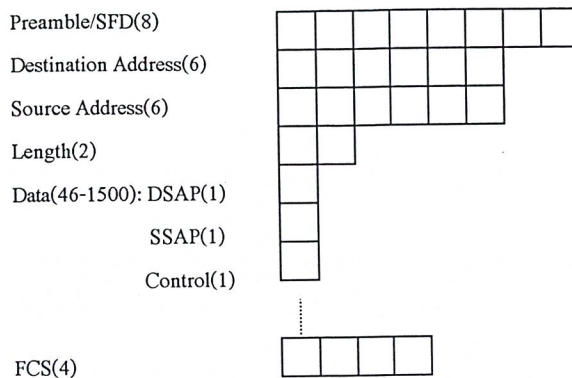 Preamble/SFD(8)
Destination Address(6)
Source Address(6)
Length(2)
Data(46-1500): DSAP(1)
SSAP(1)
Control(1)
FCS(4)